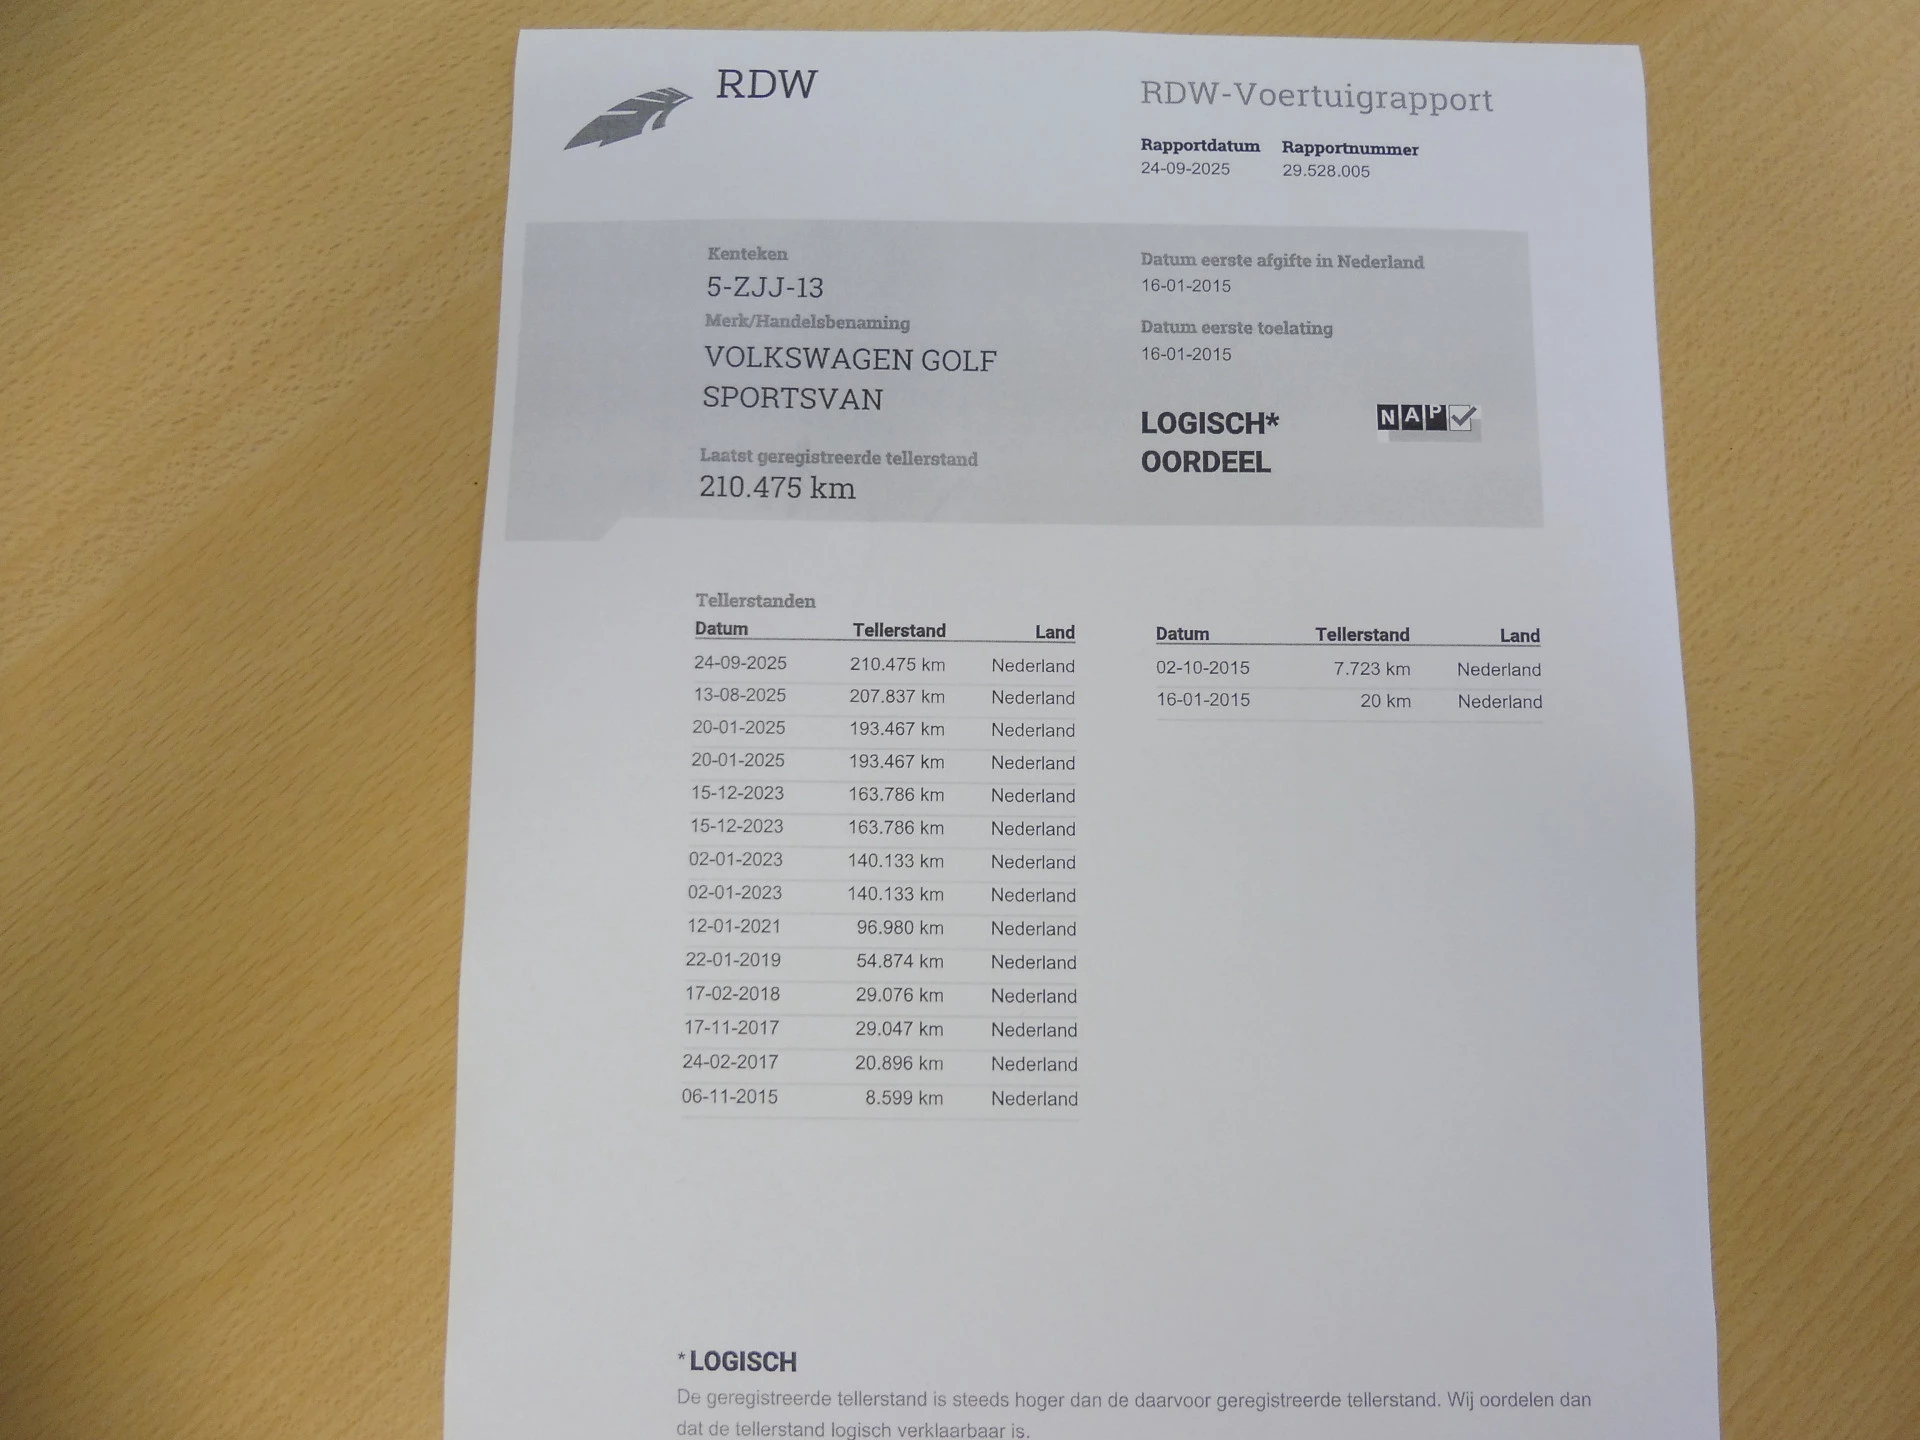 RDW
RDW-Voertuigrapport
Rapportdatum Rapportnummer
24-09-2025 29.528.005
Kenteken
5-ZJJ-13
Merk/Handelsbenaming
VOLKSWAGEN GOLF
SPORTSVAN
Laatst geregistreerde tellerstand
210.475 km
Datum eerste afgifte in Nederland
16-01-2015
Datum eerste toelating
16-01-2015
LOGISCH*
OORDEEL
NAP
Tellerstanden
Datum Tellerstand Land
24-09-2025 210.475 km Nederland
13-08-2025 207.837 km Nederland
20-01-2025 193.467 km Nederland
20-01-2025 193.467 km Nederland
15-12-2023 163.786 km Nederland
15-12-2023 163.786 km Nederland
02-01-2023 140.133 km Nederland
02-01-2023 140.133 km Nederland
12-01-2021 96.980 km Nederland
22-01-2019 54.874 km Nederland
17-02-2018 29.076 km Nederland
17-11-2017 29.047 km Nederland
24-02-2017 20.896 km Nederland
06-11-2015 8.599 km Nederland
Datum Tellerstand Land
02-10-2015 7.723 km Nederland
16-01-2015 20 km Nederland
*LOGISCH
De geregistreerde tellerstand is steeds hoger dan de daarvoor geregistreerde tellerstand. Wij oordelen dan
dat de tellerstand logisch verklaarbaar is.